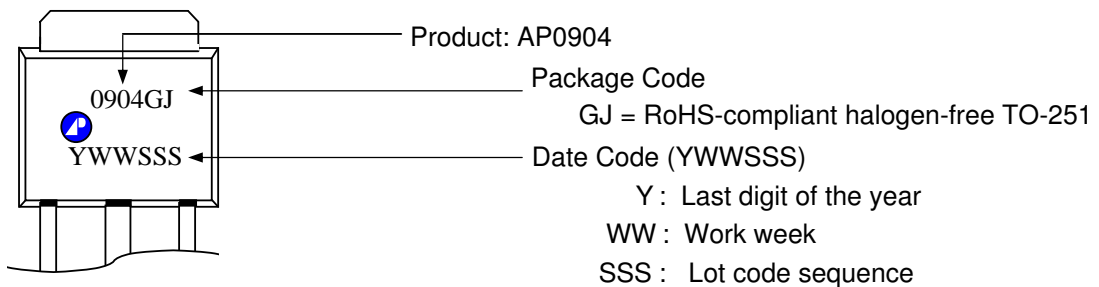 Product: AP0904
0904GJ
Package Code
GJ = RoHS-compliant halogen-free TO-251
YWWSSS
Date Code (YWWSSS)
Y : Last digit of the year
WW : Work week
SSS : Lot code sequence